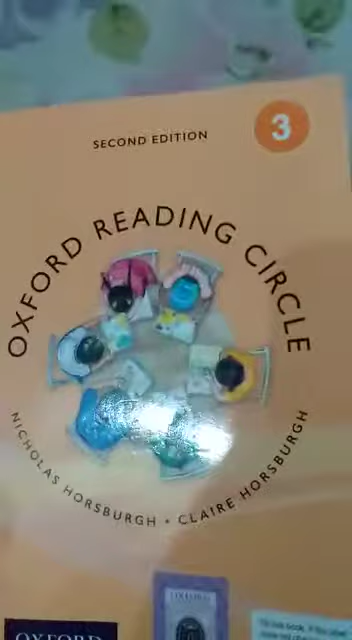 SECOND EDITION
3
OXFORD READING CIRCLE
NICHOLAS HORSBURGH • CLAIRE HORSBURGH
OXFORD